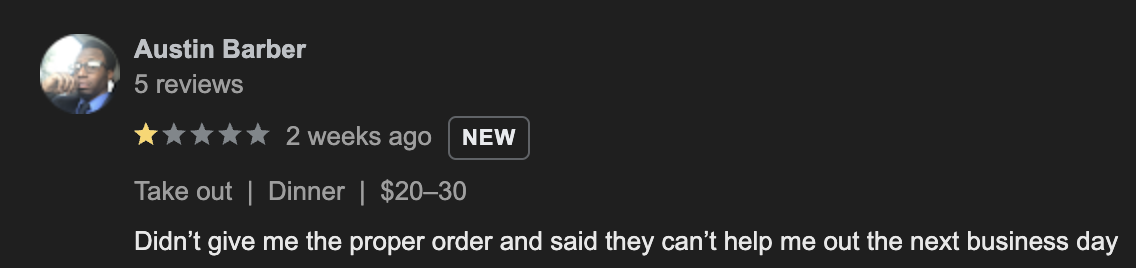 Austin Barber
5 reviews
2 weeks ago NEW
Take out | Dinner | $20–30
Didn’t give me the proper order and said they can’t help me out the next business day